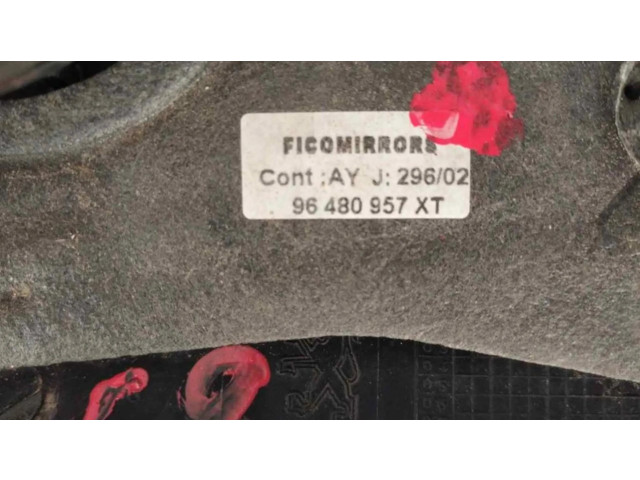 FICOMIRRORS
Cont :AY J: 296/02
96 480 957 XT